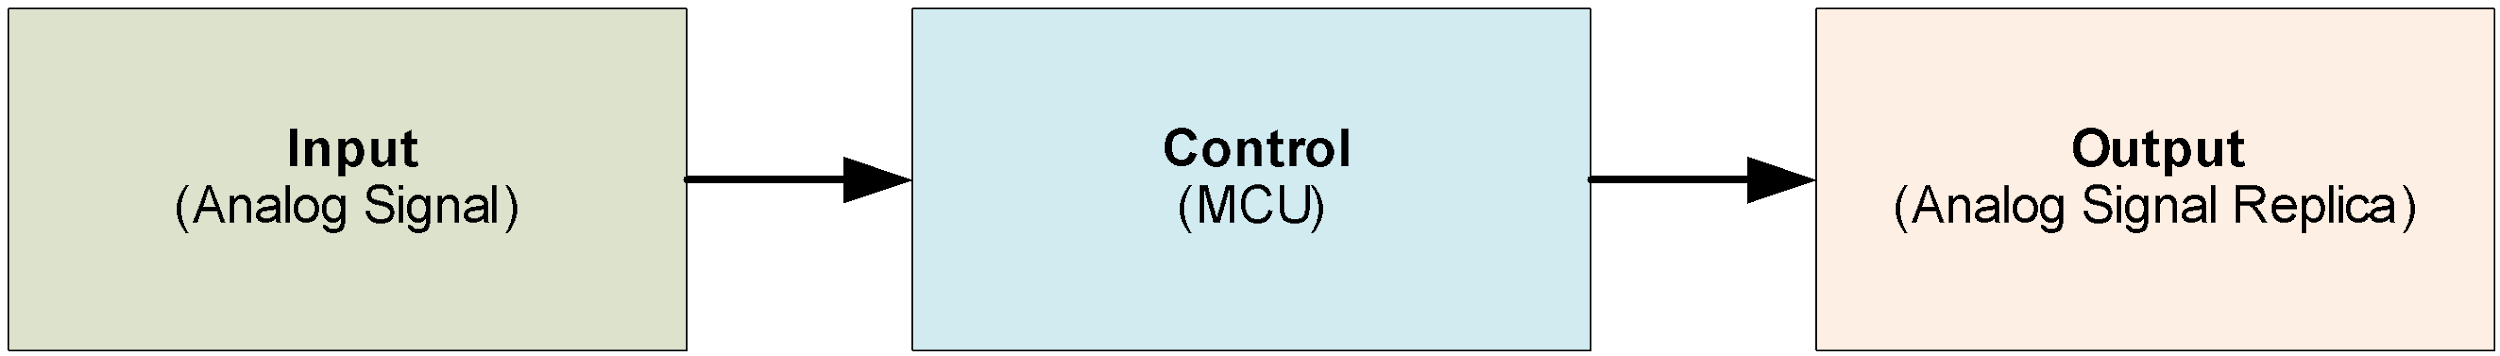 Input
(Analog Signal)
Control
(MCU)
Output
(Analog Signal Replica)